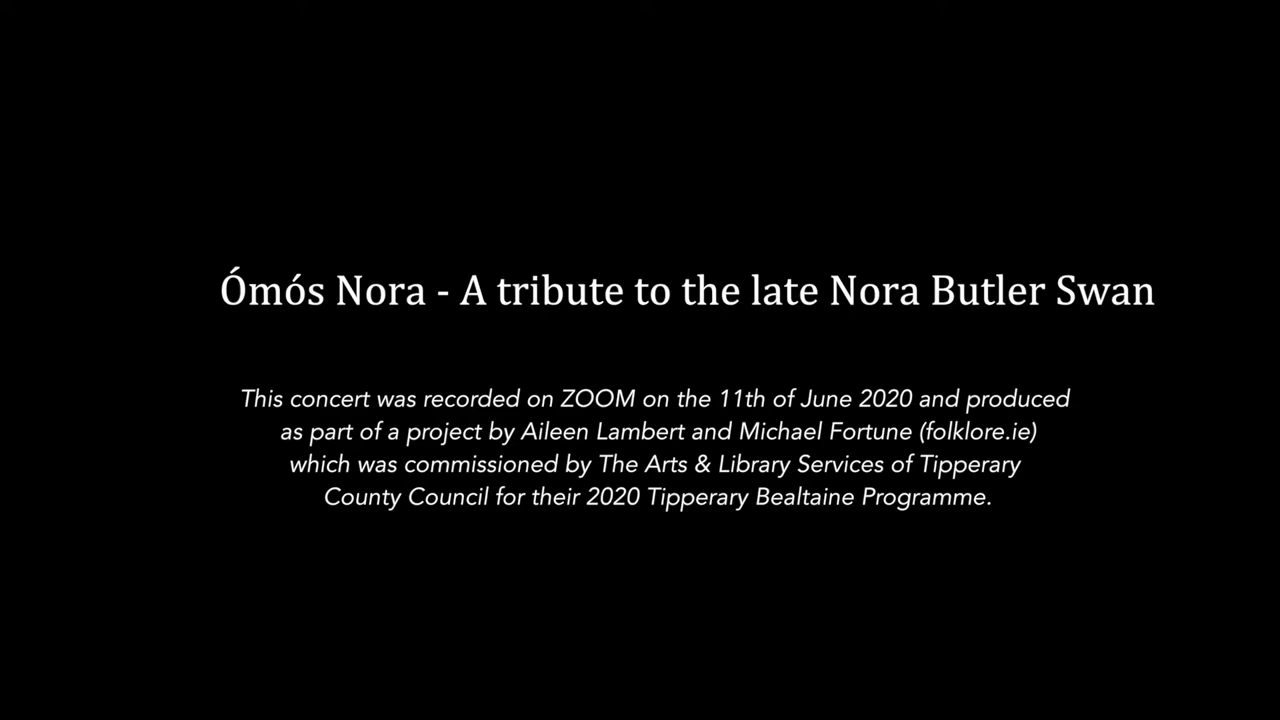 Ómós Nora - A tribute to the late Nora Butler Swan
This concert was recorded on ZOOM on the 11th of June 2020 and produced
as part of a project by Aileen Lambert and Michael Fortune (folklore.ie)
which was commissioned by The Arts & Library Services of Tipperary
County Council for their 2020 Tipperary Bealtaine Programme.